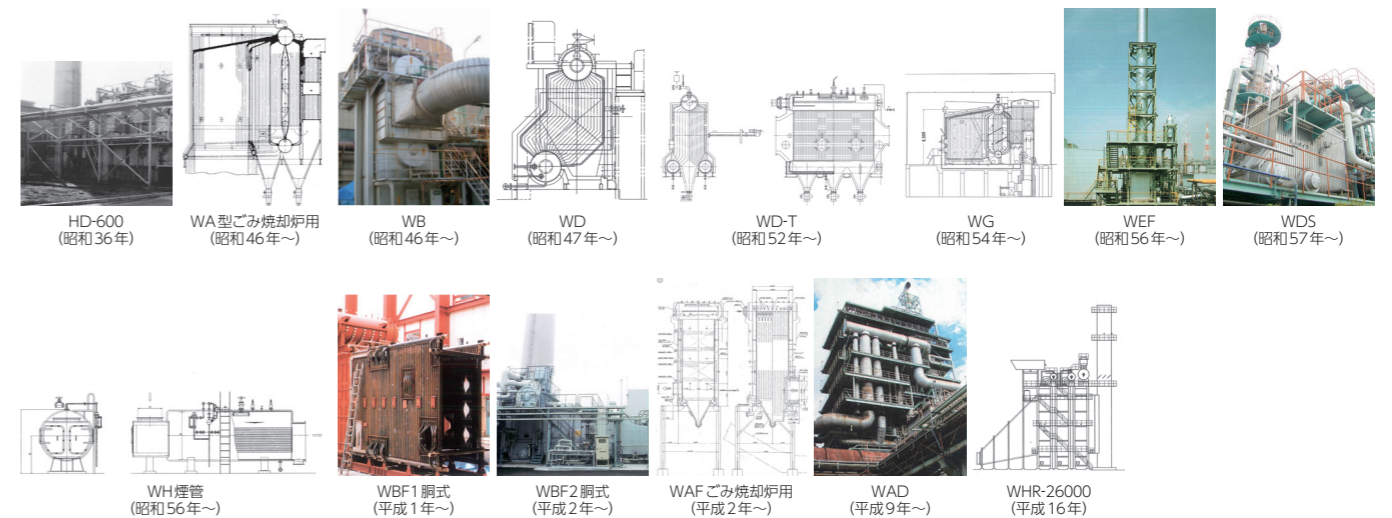 HD-600
(昭和36年)
WA型ごみ焼却炉用
(昭和46年～)
WB
(昭和46年～)
WD
(昭和47年～)
WD-T
(昭和52年～)
WG
(昭和54年～)
WEF
(昭和56年～)
WDS
(昭和57年～)
WH煙管
(昭和56年～)
WBF1胴式
(平成1年～)
WBF2胴式
(平成2年～)
WAFごみ焼却炉用
(平成2年～)
WAD
(平成9年～)
WHR-26000
(平成16年)